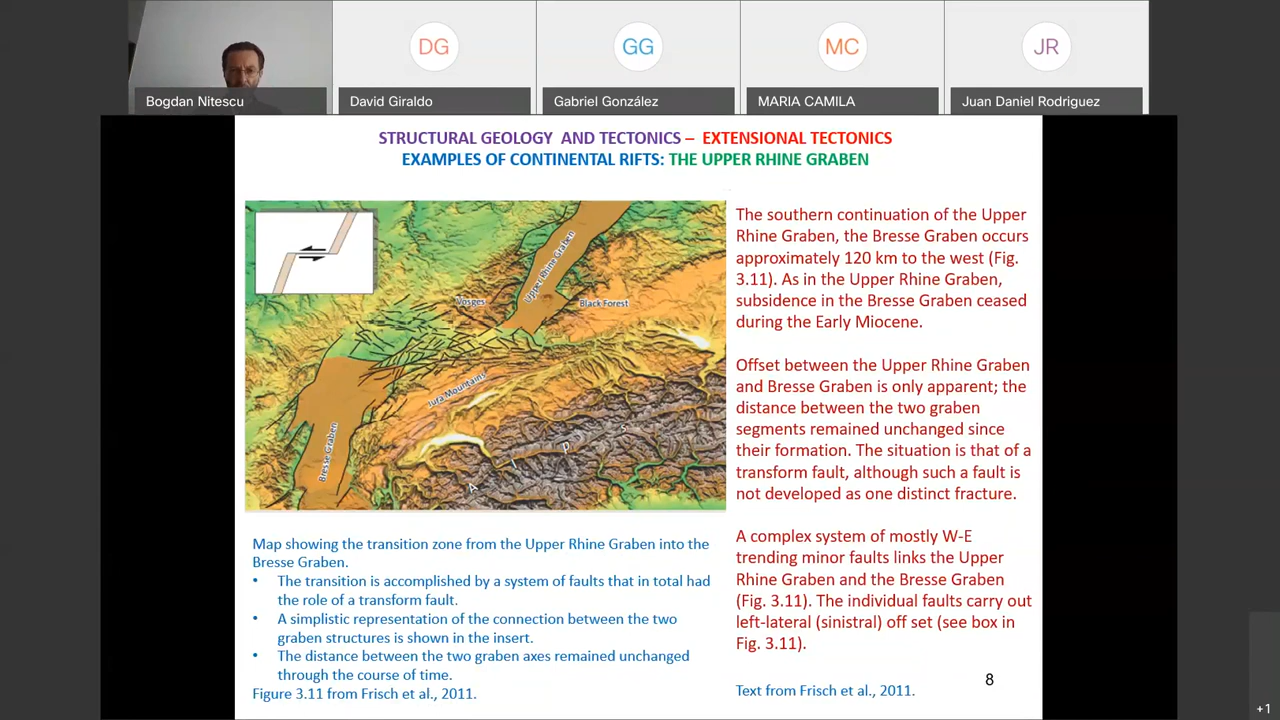 DG
GG
MC
JR
Bogdan Nitescu
David Giraldo
Gabriel González
MARIA CAMILA
Juan Daniel Rodriguez
STRUCTURAL GEOLOGY AND TECTONICS – EXTENSIONAL TECTONICS
EXAMPLES OF CONTINENTAL RIFTS: THE UPPER RHINE GRABEN
Upper Rhine Graben
Vosges
Black Forest
Jura Mountains
Bresse Graben
A l p s
The southern continuation of the Upper
Rhine Graben, the Bresse Graben occurs
approximately 120 km to the west (Fig.
3.11). As in the Upper Rhine Graben,
subsidence in the Bresse Graben ceased
during the Early Miocene.
Offset between the Upper Rhine Graben
and Bresse Graben is only apparent; the
distance between the two graben
segments remained unchanged since
their formation. The situation is that of a
transform fault, although such a fault is
not developed as one distinct fracture.
A complex system of mostly W-E
trending minor faults links the Upper
Rhine Graben and the Bresse Graben
(Fig. 3.11). The individual faults carry out
left-lateral (sinistral) off set (see box in
Fig. 3.11).
Text from Frisch et al., 2011.
8
Map showing the transition zone from the Upper Rhine Graben into the
Bresse Graben.
• The transition is accomplished by a system of faults that in total had
the role of a transform fault.
• A simplistic representation of the connection between the two
graben structures is shown in the insert.
• The distance between the two graben axes remained unchanged
through the course of time.
Figure 3.11 from Frisch et al., 2011.
+1